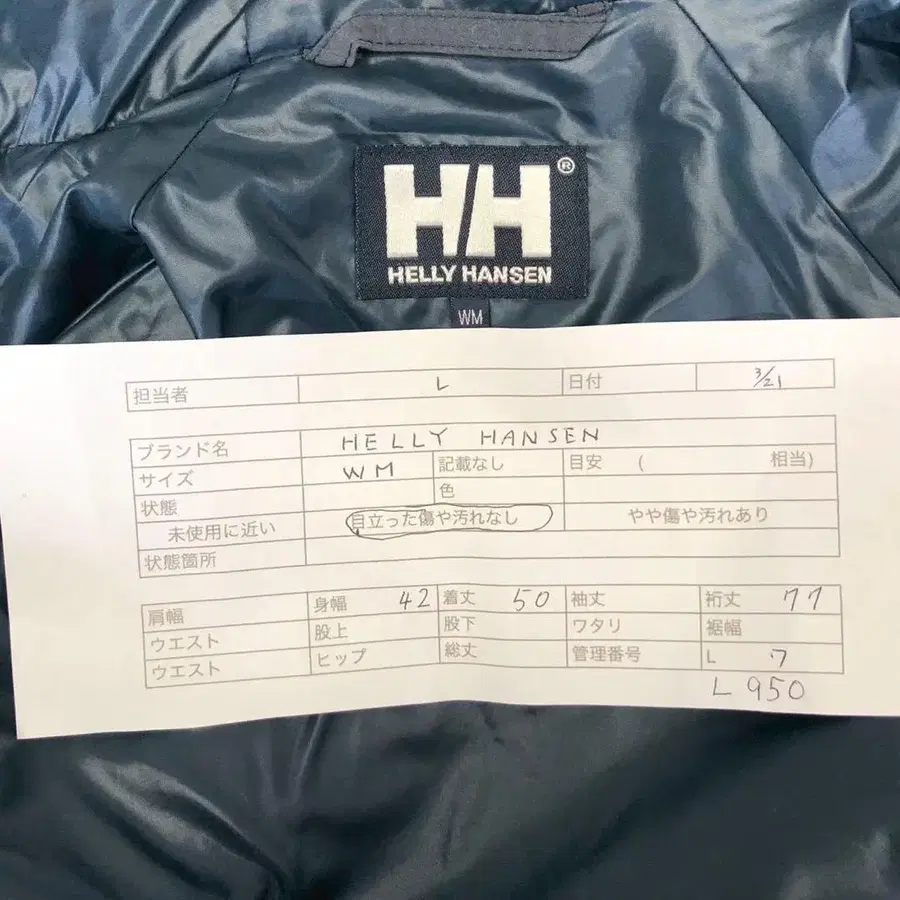 HH®
HELLY HANSEN
WM
担当者 L 日付 3/21
ブランド名 HELLY HANSEN
サイズ WM 記載なし 目安 ( 相当)
状態 色
未使用に近い 目立った傷や汚れなし やや傷や汚れあり
状態箇所
肩幅 身幅 42 着丈 50 袖丈 裄丈 77
ウエスト 股上 股下 ワタリ 裾幅
ウエスト ヒップ 総丈 管理番号 L 7
L 950